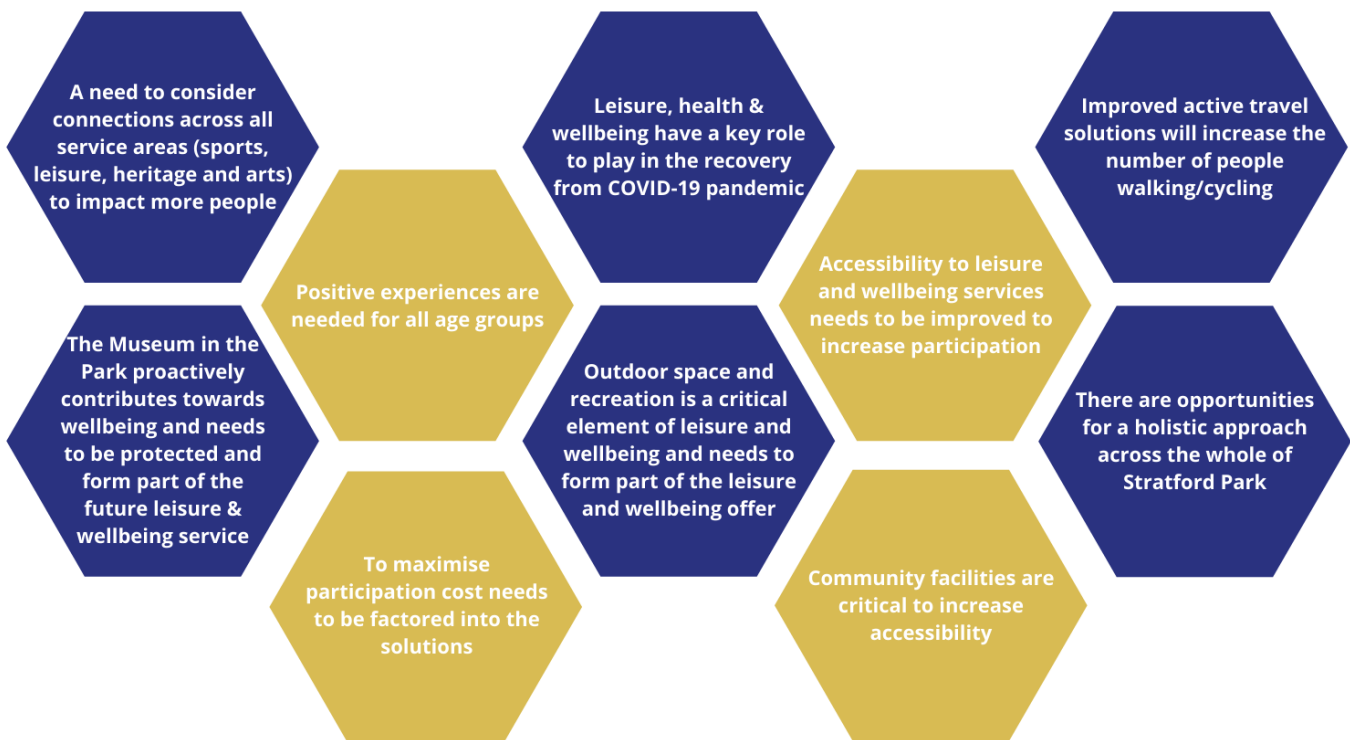 A need to consider
connections across all
service areas (sports,
leisure, heritage and arts)
to impact more people
Leisure, health &
wellbeing have a key role
to play in the recovery
from COVID-19 pandemic
Improved active travel
solutions will increase the
number of people
walking/cycling
Positive experiences are
needed for all age groups
Accessibility to leisure
and wellbeing services
needs to be improved to
increase participation
The Museum in the
Park proactively
contributes towards
wellbeing and needs
to be protected and
form part of the
future leisure &
wellbeing service
Outdoor space and
recreation is a critical
element of leisure and
wellbeing and needs to
form part of the leisure
and wellbeing offer
There are opportunities
for a holistic approach
across the whole of
Stratford Park
To maximise
participation cost needs
to be factored into the
solutions
Community facilities are
critical to increase
accessibility